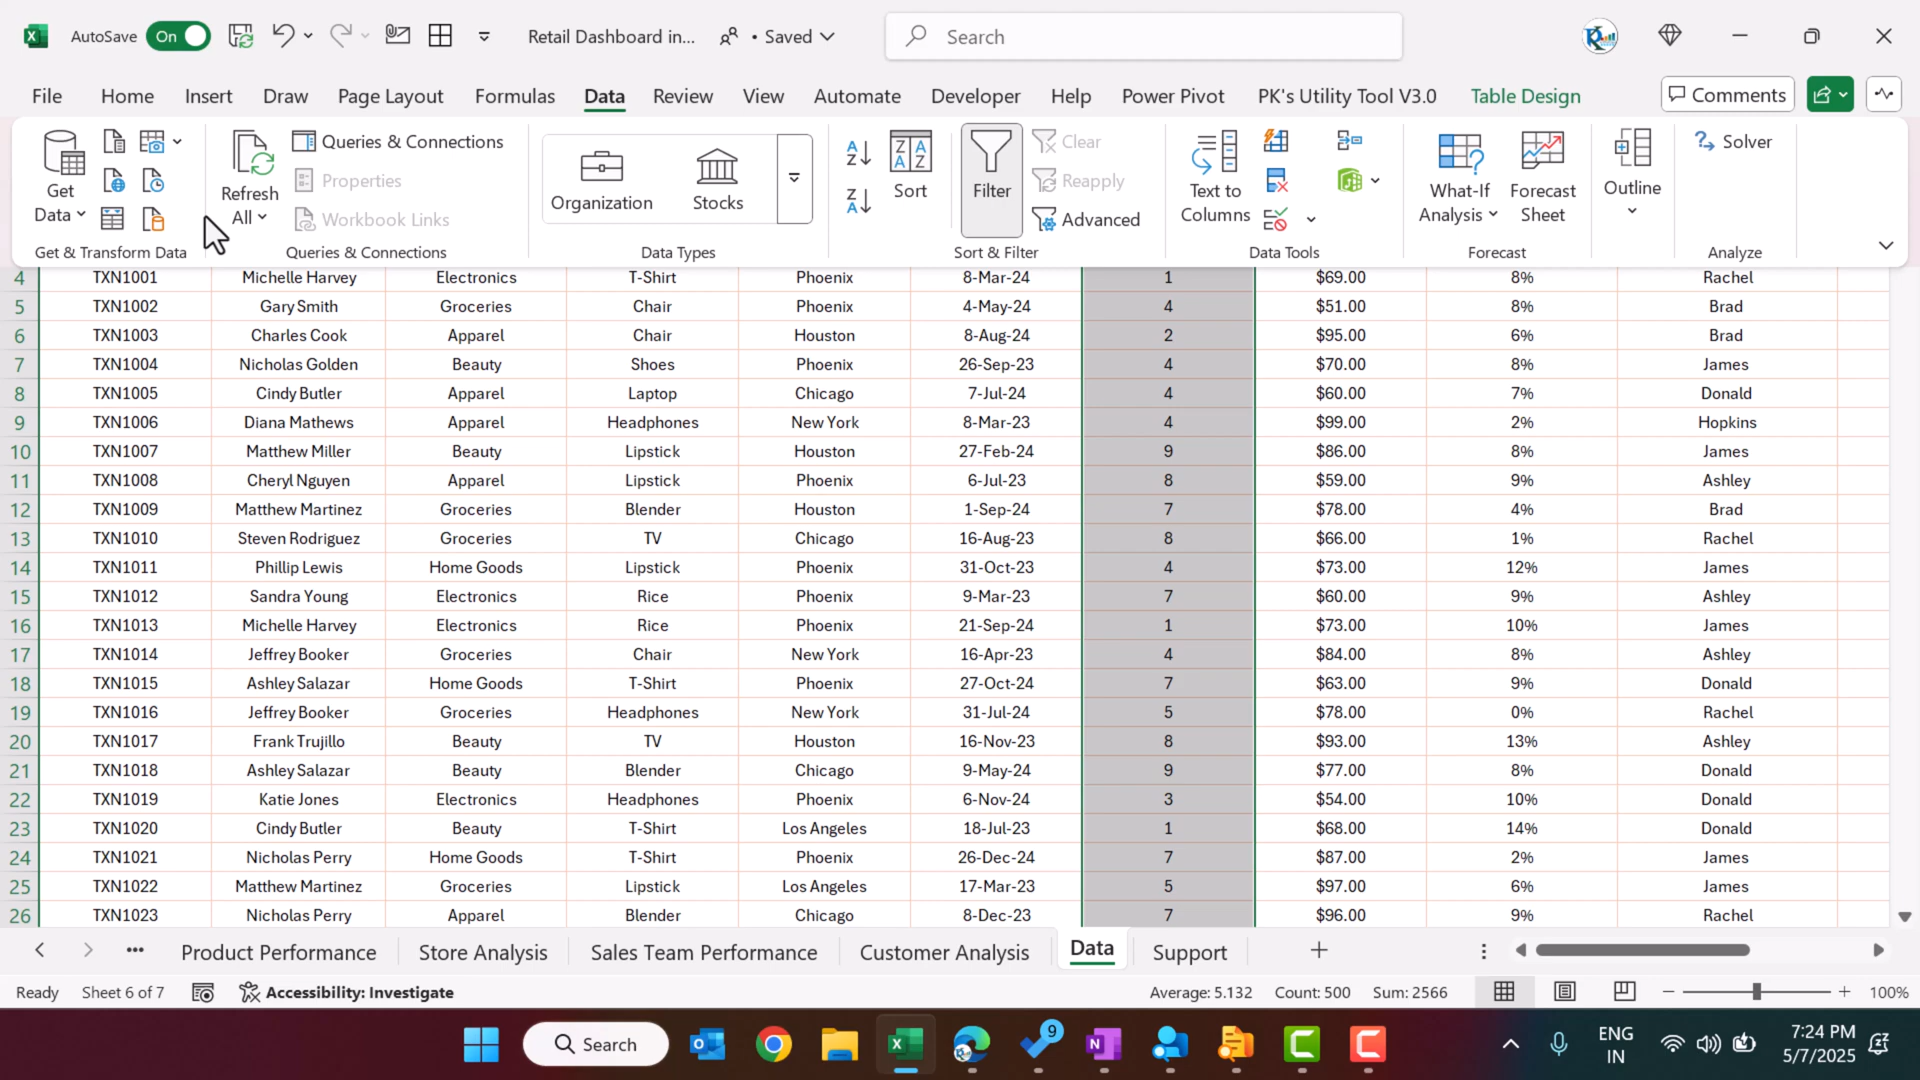 AutoSave On Retail Dashboard in... • Saved Search
File Home Insert Draw Page Layout Formulas Data Review View Automate Developer Help Power Pivot PK's Utility Tool V3.0 Table Design Comments
Get Data
Refresh All
Queries & Connections
Properties
Workbook Links
Organization
Stocks
Sort
Filter
Clear
Reapply
Advanced
Text to Columns
What-If Analysis
Forecast Sheet
Outline
Solver
Get & Transform Data Queries & Connections Data Types Sort & Filter Data Tools Forecast Analyze
4 TXN1001 Michelle Harvey Electronics T-Shirt Phoenix 8-Mar-24 1 $69.00 8% Rachel
5 TXN1002 Gary Smith Groceries Chair Phoenix 4-May-24 4 $51.00 8% Brad
6 TXN1003 Charles Cook Apparel Chair Houston 8-Aug-24 2 $95.00 6% Brad
7 TXN1004 Nicholas Golden Beauty Shoes Phoenix 26-Sep-23 4 $70.00 8% James
8 TXN1005 Cindy Butler Apparel Laptop Chicago 7-Jul-24 4 $60.00 7% Donald
9 TXN1006 Diana Mathews Apparel Headphones New York 8-Mar-23 4 $99.00 2% Hopkins
10 TXN1007 Matthew Miller Beauty Lipstick Houston 27-Feb-24 9 $86.00 8% James
11 TXN1008 Cheryl Nguyen Apparel Lipstick Phoenix 6-Jul-23 8 $59.00 9% Ashley
12 TXN1009 Matthew Martinez Groceries Blender Houston 1-Sep-24 7 $78.00 4% Brad
13 TXN1010 Steven Rodriguez Groceries TV Chicago 16-Aug-23 8 $66.00 1% Rachel
14 TXN1011 Phillip Lewis Home Goods Lipstick Phoenix 31-Oct-23 4 $73.00 12% James
15 TXN1012 Sandra Young Electronics Rice Phoenix 9-Mar-23 7 $60.00 9% Ashley
16 TXN1013 Michelle Harvey Electronics Rice Phoenix 21-Sep-24 1 $73.00 10% James
17 TXN1014 Jeffrey Booker Groceries Chair New York 16-Apr-23 4 $84.00 8% Ashley
18 TXN1015 Ashley Salazar Home Goods T-Shirt Phoenix 27-Oct-24 7 $63.00 9% Donald
19 TXN1016 Jeffrey Booker Groceries Headphones New York 31-Jul-24 5 $78.00 0% Rachel
20 TXN1017 Frank Trujillo Beauty TV Houston 16-Nov-23 8 $93.00 13% Ashley
21 TXN1018 Ashley Salazar Beauty Blender Chicago 9-May-24 9 $77.00 8% Donald
22 TXN1019 Katie Jones Electronics Headphones Phoenix 6-Nov-24 3 $54.00 10% Donald
23 TXN1020 Cindy Butler Beauty T-Shirt Los Angeles 18-Jul-23 1 $68.00 14% Donald
24 TXN1021 Nicholas Perry Home Goods T-Shirt Phoenix 26-Dec-24 7 $87.00 2% James
25 TXN1022 Matthew Martinez Groceries Lipstick Los Angeles 17-Mar-23 5 $97.00 6% James
26 TXN1023 Nicholas Perry Apparel Blender Chicago 8-Dec-23 7 $96.00 9% Rachel
Product Performance Store Analysis Sales Team Performance Customer Analysis Data Support
Ready Sheet 6 of 7 Accessibility: Investigate Average: 5.132 Count: 500 Sum: 2566 100%
Search 9 ENG IN 7:24 PM 5/7/2025